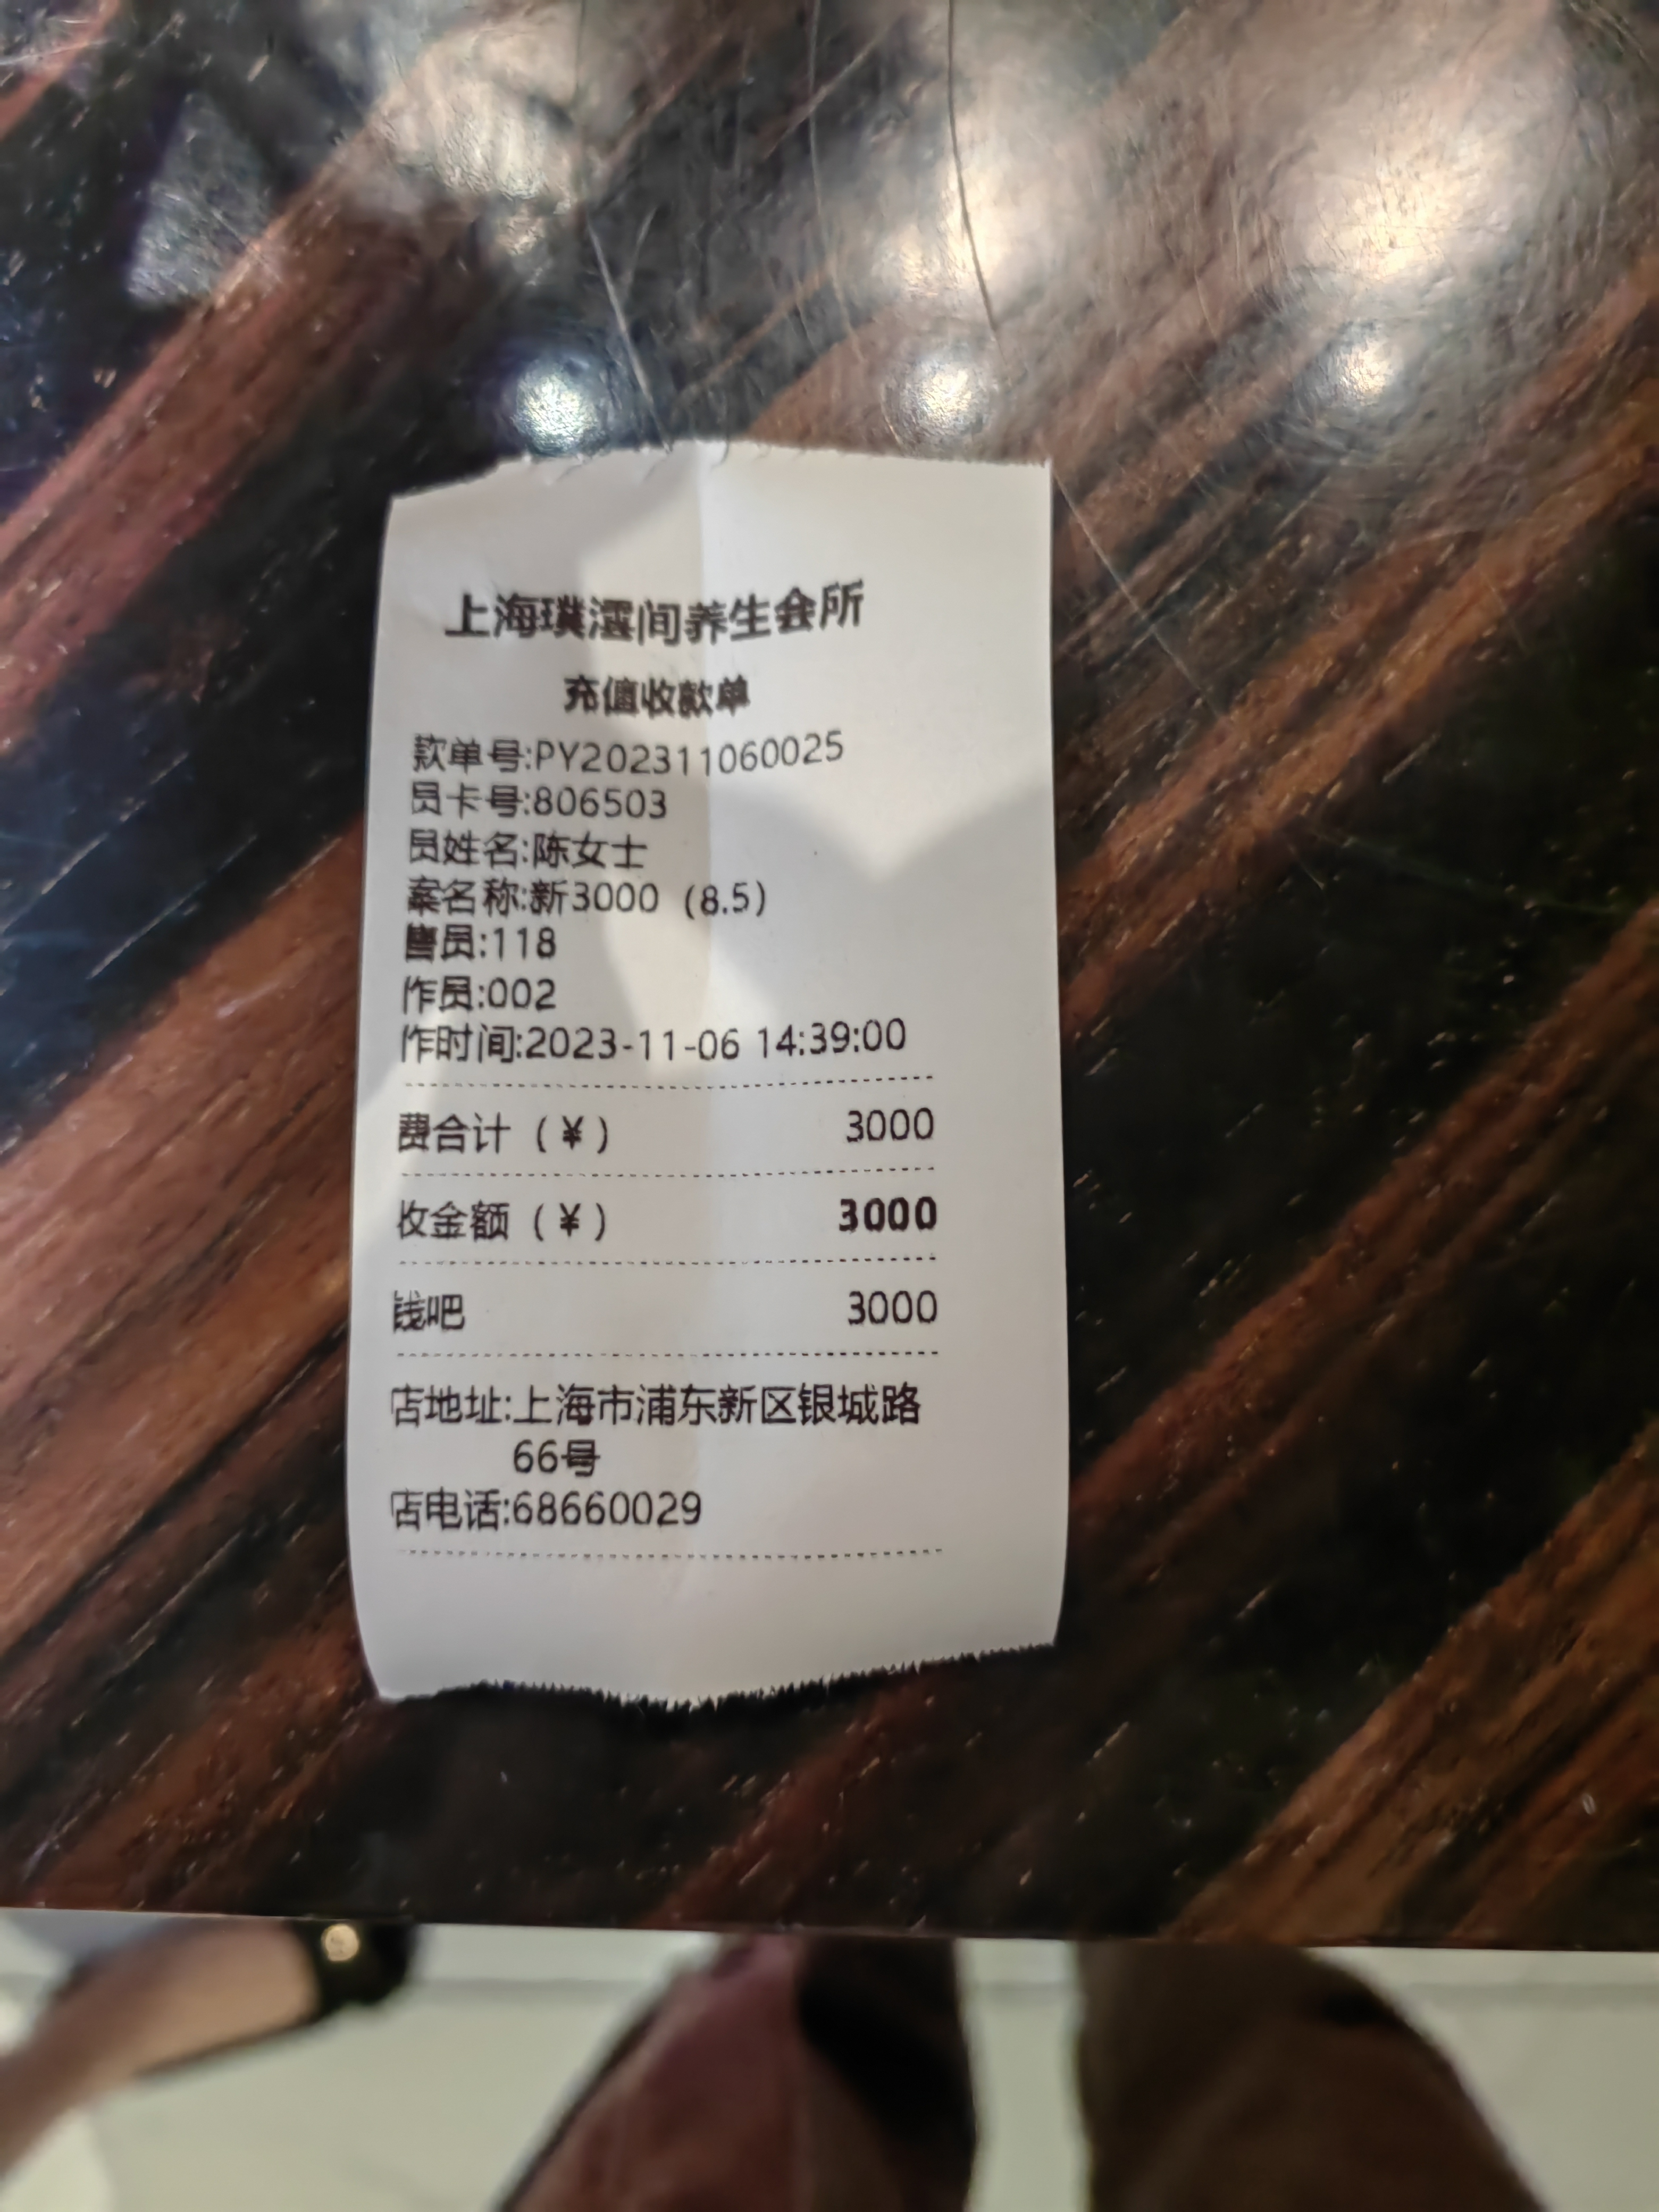 上海璞澐间养生会所
充值收款单
款单号:PY202311060025
员卡号:806503
员姓名:陈女士
案名称:新3000 (8.5)
售员:118
作员:002
作时间:2023-11-06 14:39:00
费合计 (¥) 3000
收金额 (¥) 3000
钱吧 3000
店地址:上海市浦东新区银城路
66号
店电话:68660029